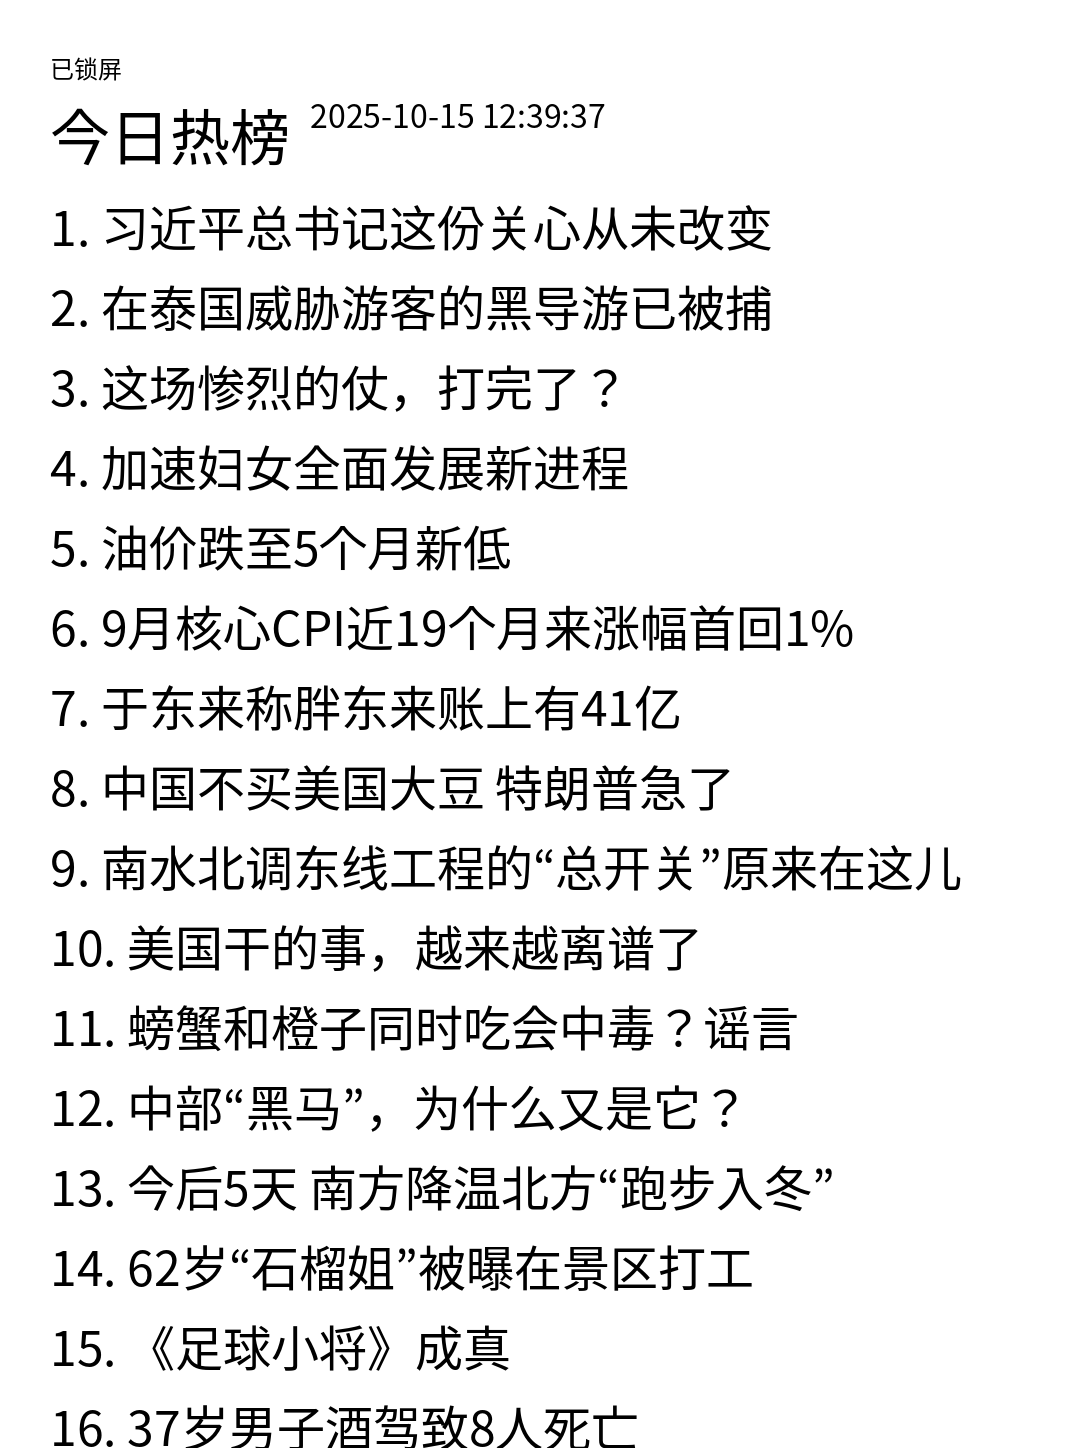 已锁屏
今日热榜 2025-10-15 12:39:37
1. 习近平总书记这份关心从未改变
2. 在泰国威胁游客的黑导游已被捕
3. 这场惨烈的仗，打完了？
4. 加速妇女全面发展新进程
5. 油价跌至5个月新低
6. 9月核心CPI近19个月来涨幅首回1%
7. 于东来称胖东来账上有41亿
8. 中国不买美国大豆 特朗普急了
9. 南水北调东线工程的“总开关”原来在这儿
10. 美国干的事，越来越离谱了
11. 螃蟹和橙子同时吃会中毒？谣言
12. 中部“黑马”，为什么又是它？
13. 今后5天 南方降温北方“跑步入冬”
14. 62岁“石榴姐”被曝在景区打工
15. 《足球小将》成真
16. 37岁男子酒驾致8人死亡